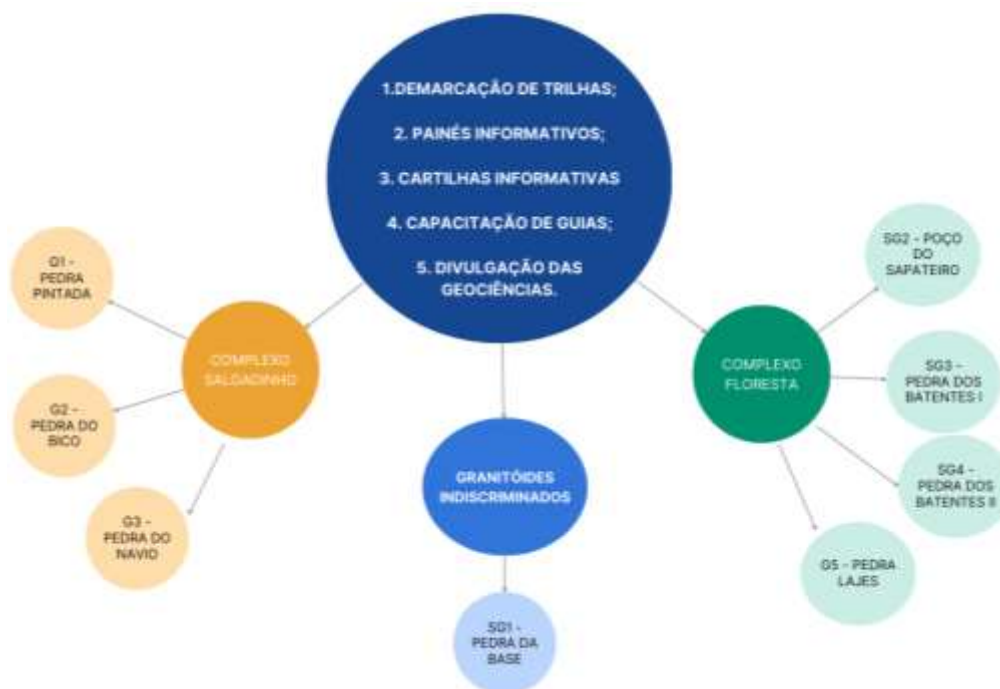 1.DEMARCAÇÃO DE TRILHAS;
2. PAINÉS INFORMATIVOS;
3. CARTILHAS INFORMATIVAS
4. CAPACITAÇÃO DE GUIAS;
5. DIVULGAÇÃO DAS
GEOCIÊNCIAS.
G1 -
PEDRA
PINTADA
COMPLEXO
SALGADINHO
G2 -
PEDRA DO
BICO
G3 -
PEDRA DO
NAVIO
GRANITÓIDES
INDISCRIMINADOS
SG1 -
PEDRA DA
BASE
COMPLEXO
FLORESTA
SG2 - POÇO
DO
SAPATEIRO
SG3 -
PEDRA DOS
BATENTES I
SG4 -
PEDRA DOS
BATENTES II
G5 - PEDRA
LAJES